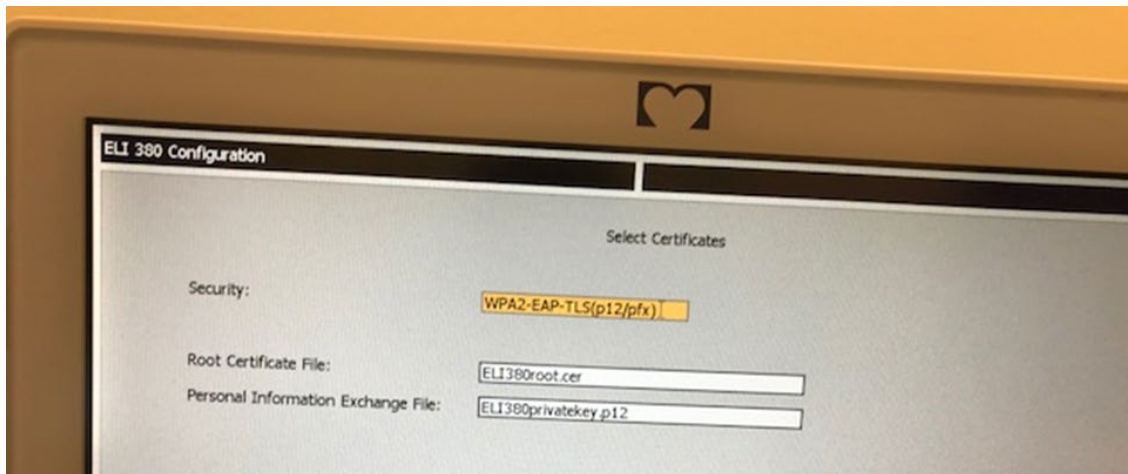 ELI 380 Configuration
Select Certificates
Security: WPA2-EAP-TLS(p12/pfx)
Root Certificate File: ELI380root.cer
Personal Information Exchange File: ELI380privatekey.p12